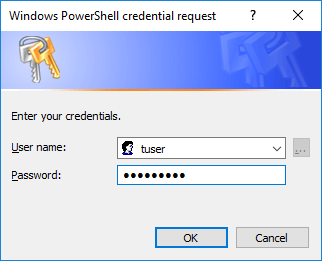 Windows PowerShell credential request ? ×
Enter your credentials.
User name: tuser ...
Password: •••••••••
OK Cancel